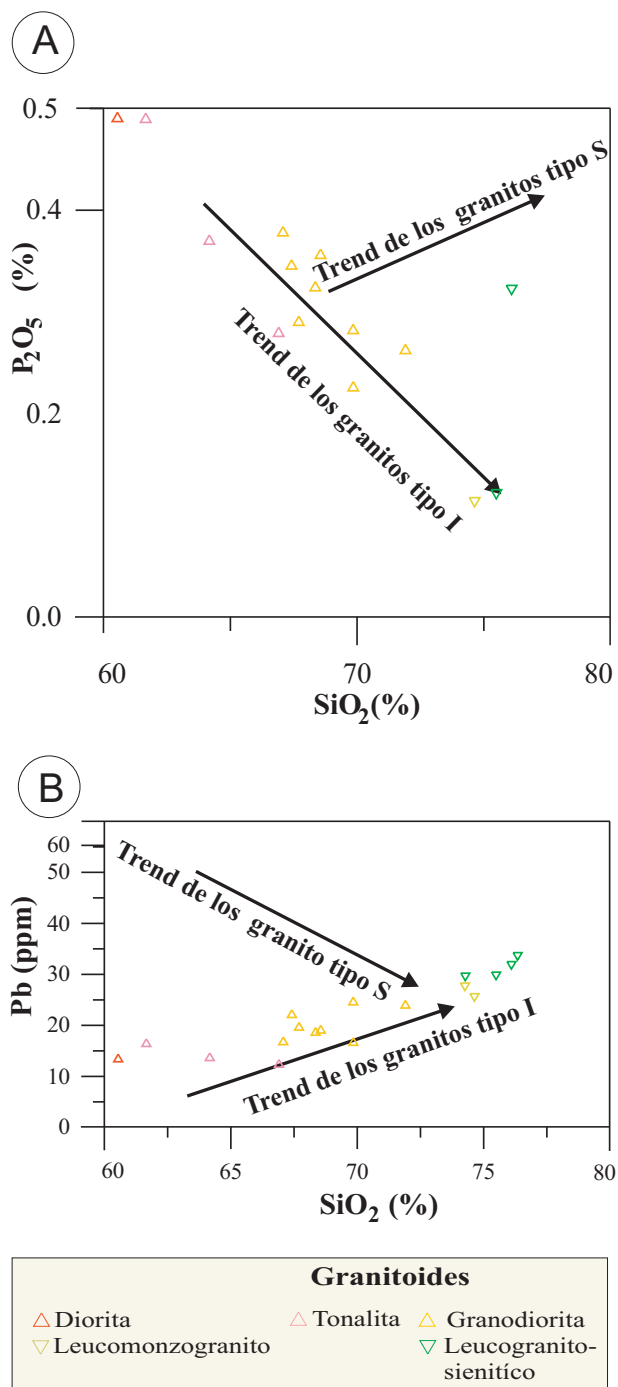 A
0.5
0.4
0.2
0.0
P2O5 (%)
Trend de los granitos tipo S
Trend de los granitos tipo I
60
70
80
SiO2(%)
B
60
50
40
30
20
10
0
Pb (ppm)
Trend de los granito tipo S
Trend de los granitos tipo I
60
65
70
75
80
SiO2 (%)
Granitoides
Diorita
Tonalita
Granodiorita
Leucomonzogranito
Leucogranito-
sienitíco